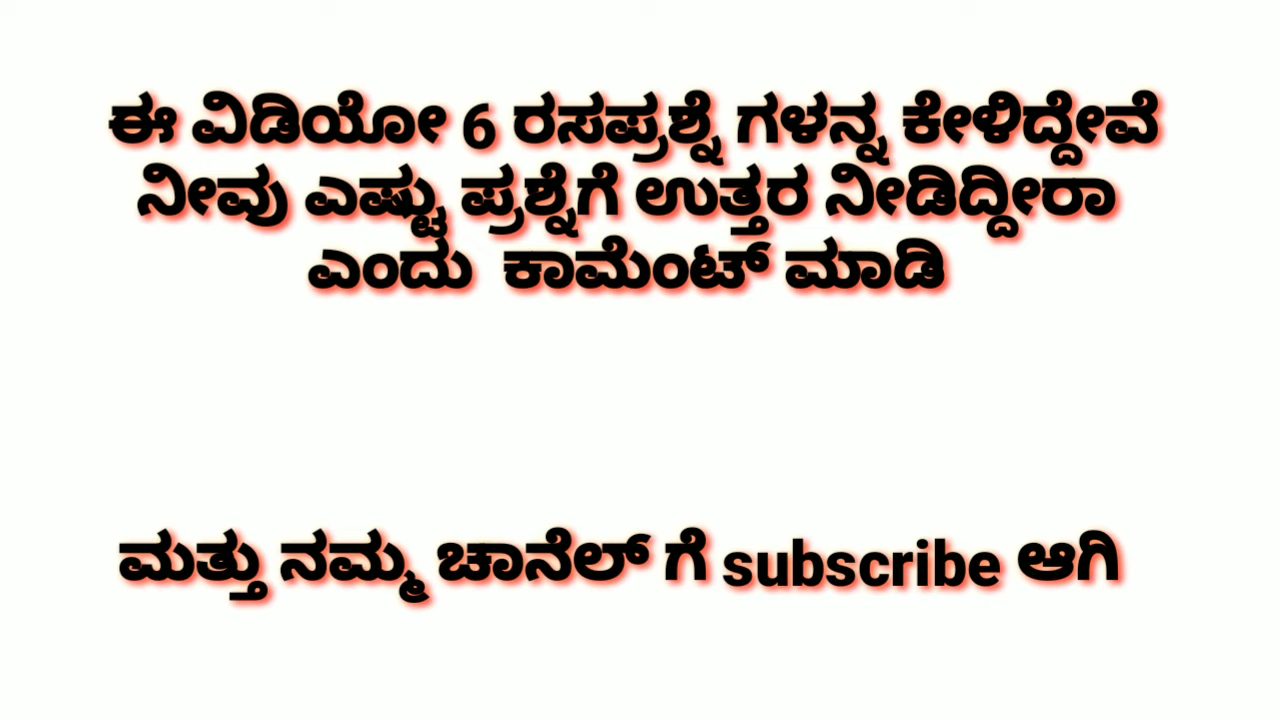 ಈ ವಿಡಿಯೋ 6 ರಸಪ್ರಶ್ನೆ ಗಳನ್ನ ಕೇಳಿದ್ದೇವೆ
ನೀವು ಎಷ್ಟು ಪ್ರಶ್ನೆಗೆ ಉತ್ತರ ನೀಡಿದ್ದೀರಾ
ಎಂದು ಕಾಮೆಂಟ್ ಮಾಡಿ
ಮತ್ತು ನಮ್ಮ ಚಾನೆಲ್ ಗೆ subscribe ಆಗಿ